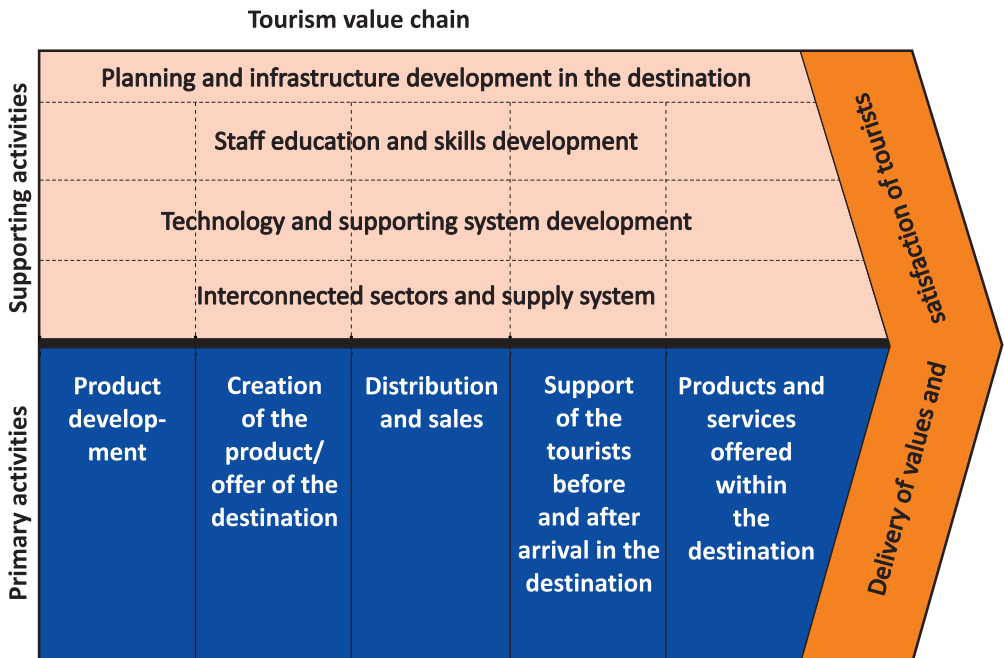 Tourism value chain
Supporting activities
Planning and infrastructure development in the destination
Staff education and skills development
Technology and supporting system development
Interconnected sectors and supply system
Primary activities
Product
develop-
ment
Creation
of the
product/
offer of the
destination
Distribution
and sales
Support
of the
tourists
before
and after
arrival in the
destination
Products and
services
offered
within
the
destination
Delivery of values and
satisfaction of tourists